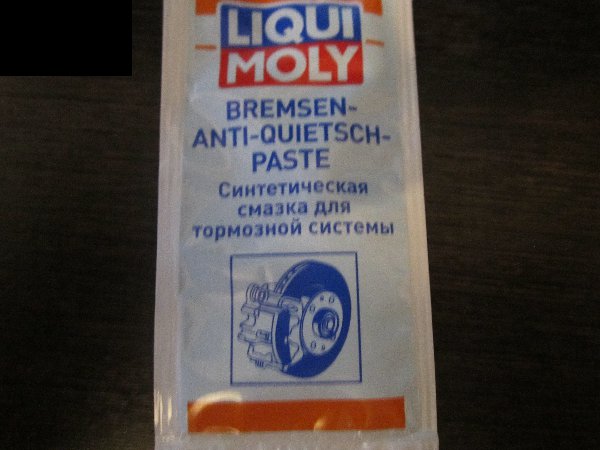 LIQUI
MOLY
BREMSEN-
ANTI-QUIETSCH-
PASTE
Синтетическая
смазка для
тормозной системы